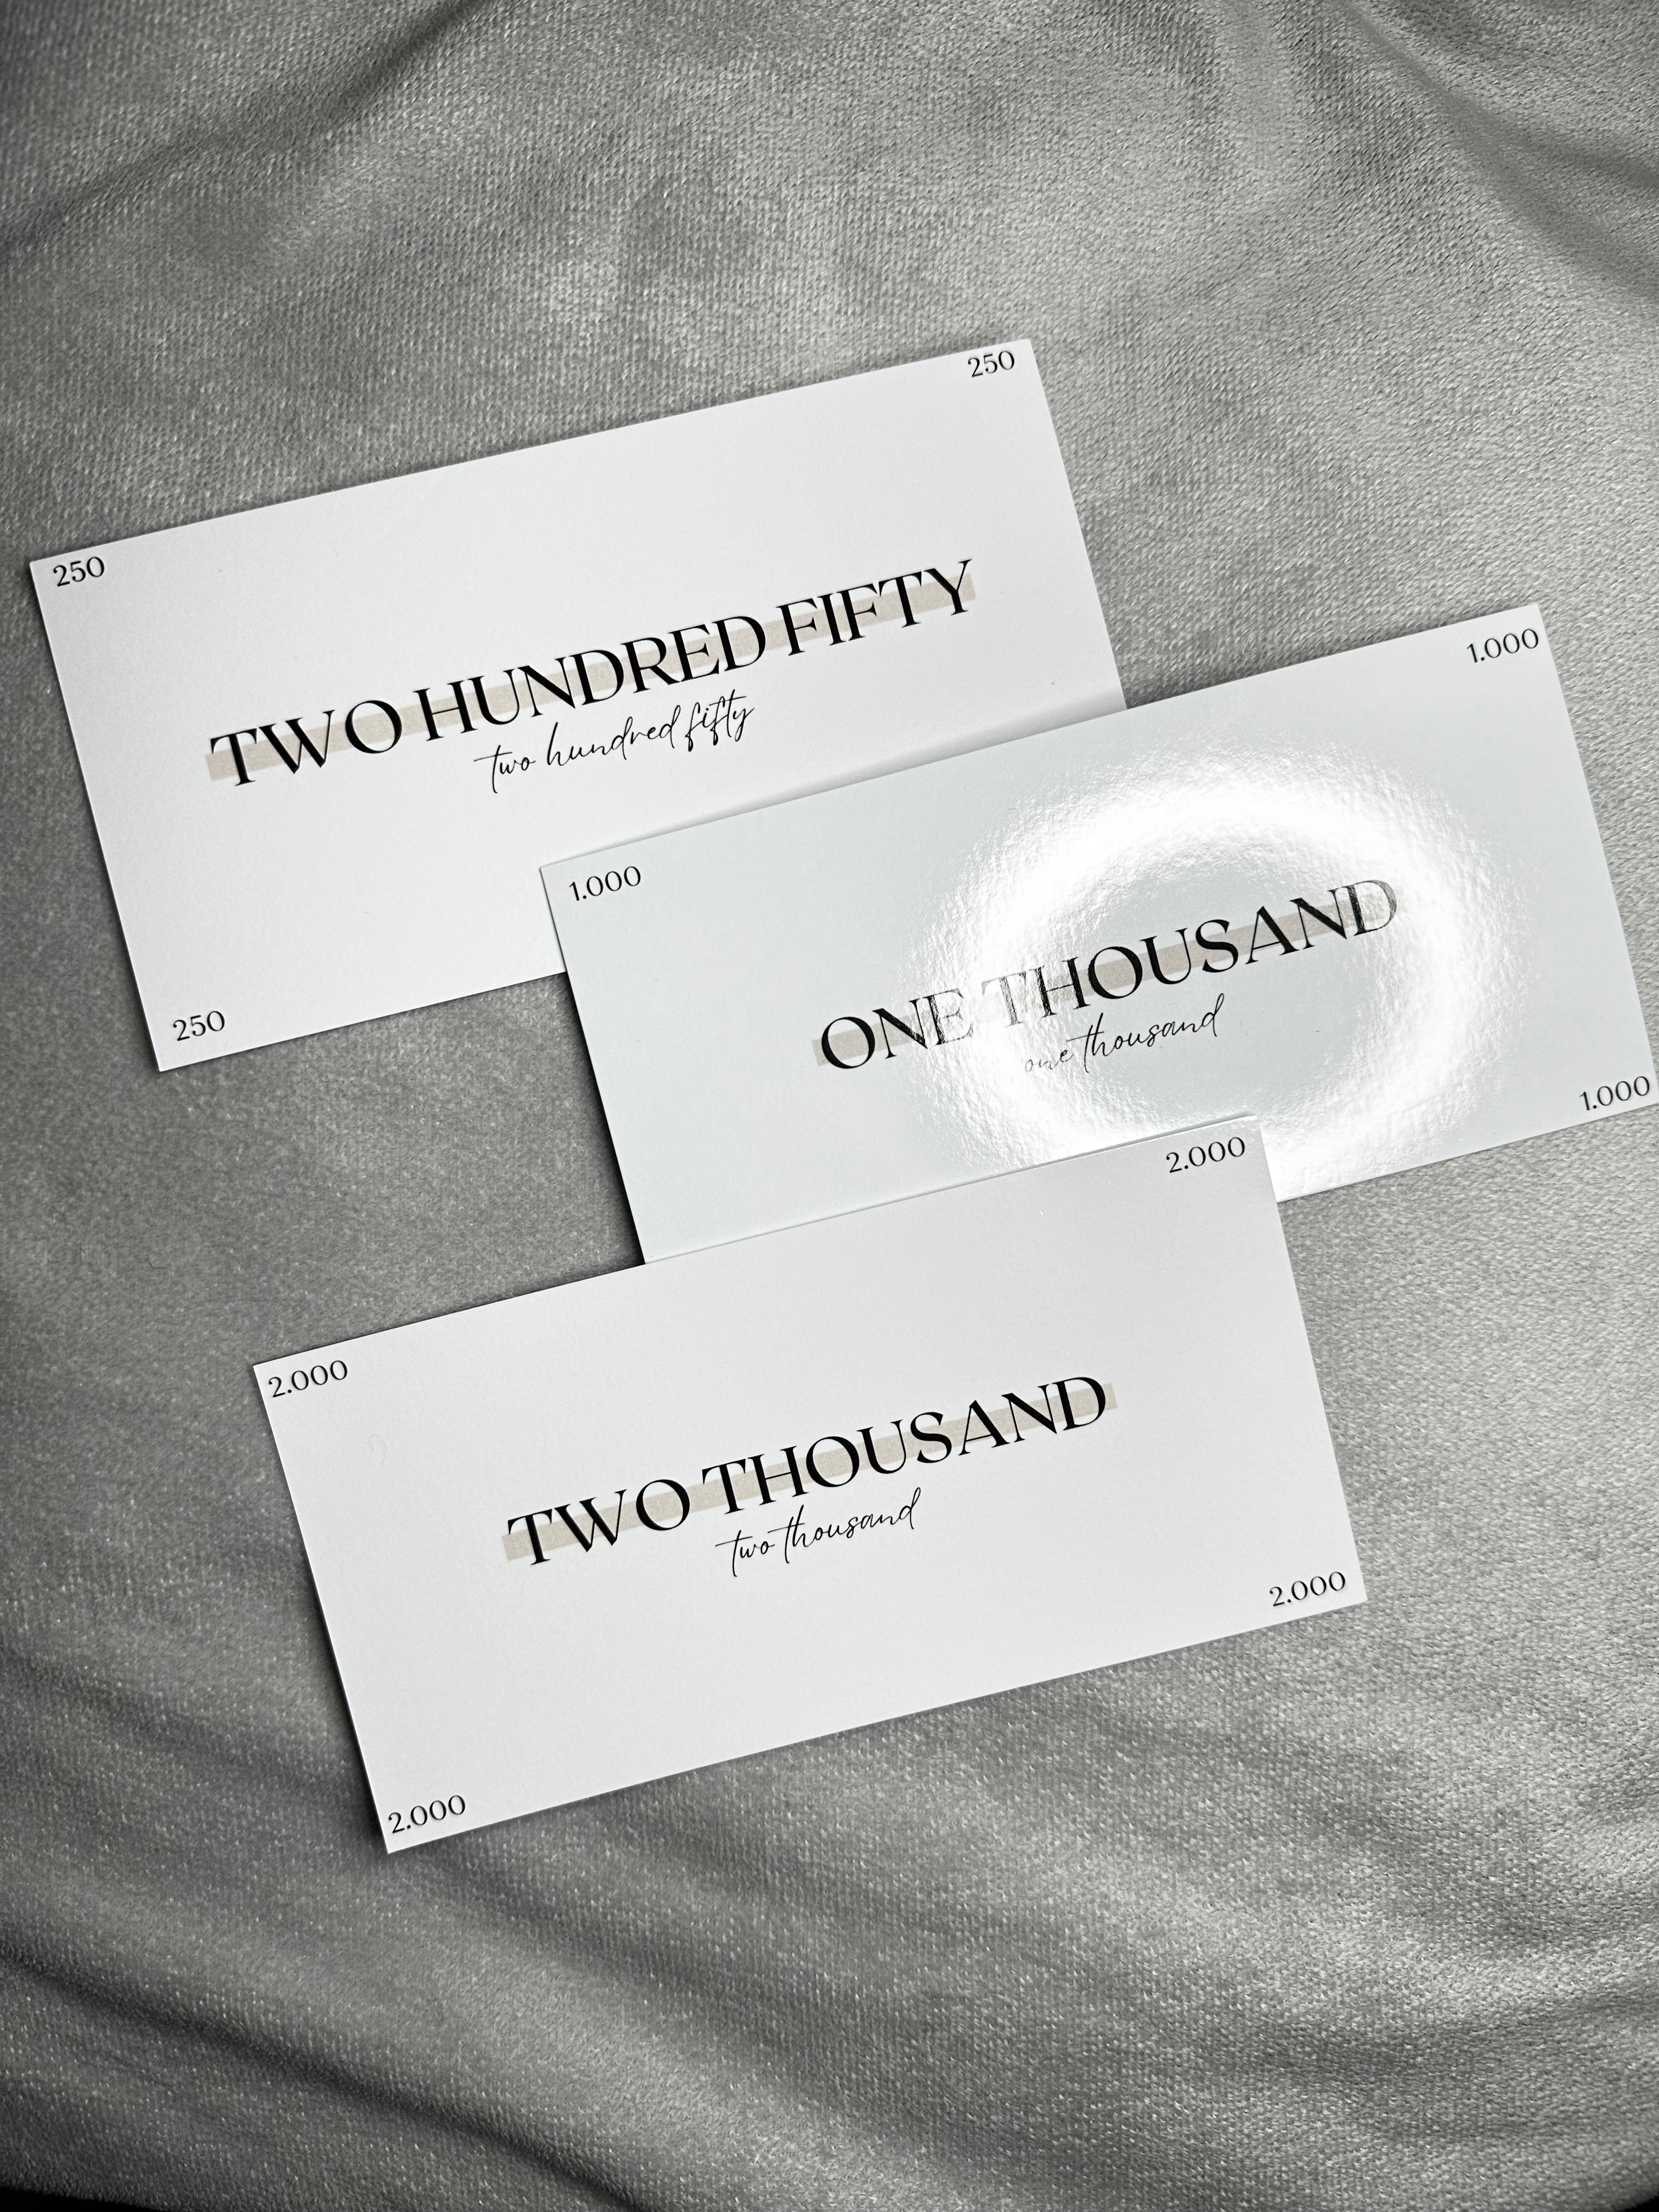 250
250
TWO HUNDRED FIFTY
two hundred fifty
250
1.000
1.000
ONE THOUSAND
one thousand
1.000
2.000
2.000
TWO THOUSAND
two thousand
2.000
2.000